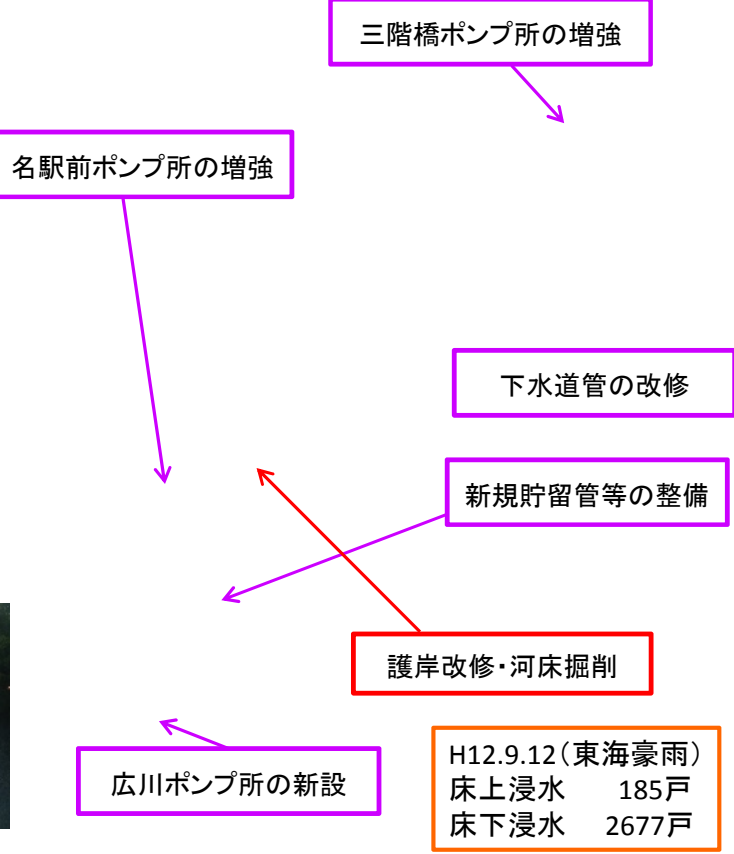 三階橋ポンプ所の増強
名駅前ポンプ所の増強
下水道管の改修
新規貯留管等の整備
護岸改修・河床掘削
広川ポンプ所の新設
H12.9.12（東海豪雨）
床上浸水　　185戸
床下浸水　2677戸